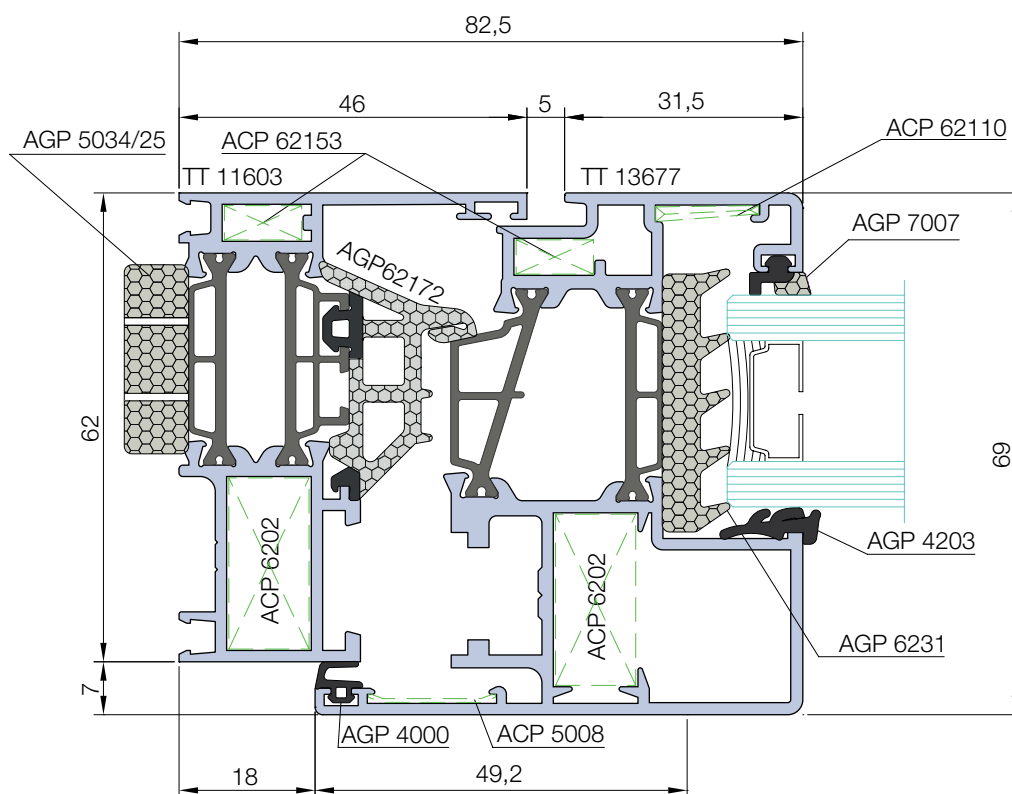 82,5
46
5
31,5
AGP 5034/25
ACP 62153
ACP 62110
TT 11603
TT 13677
AGP 7007
AGP62172
62
69
ACP 6202
ACP 6202
AGP 4203
AGP 6231
7
AGP 4000
ACP 5008
18
49,2